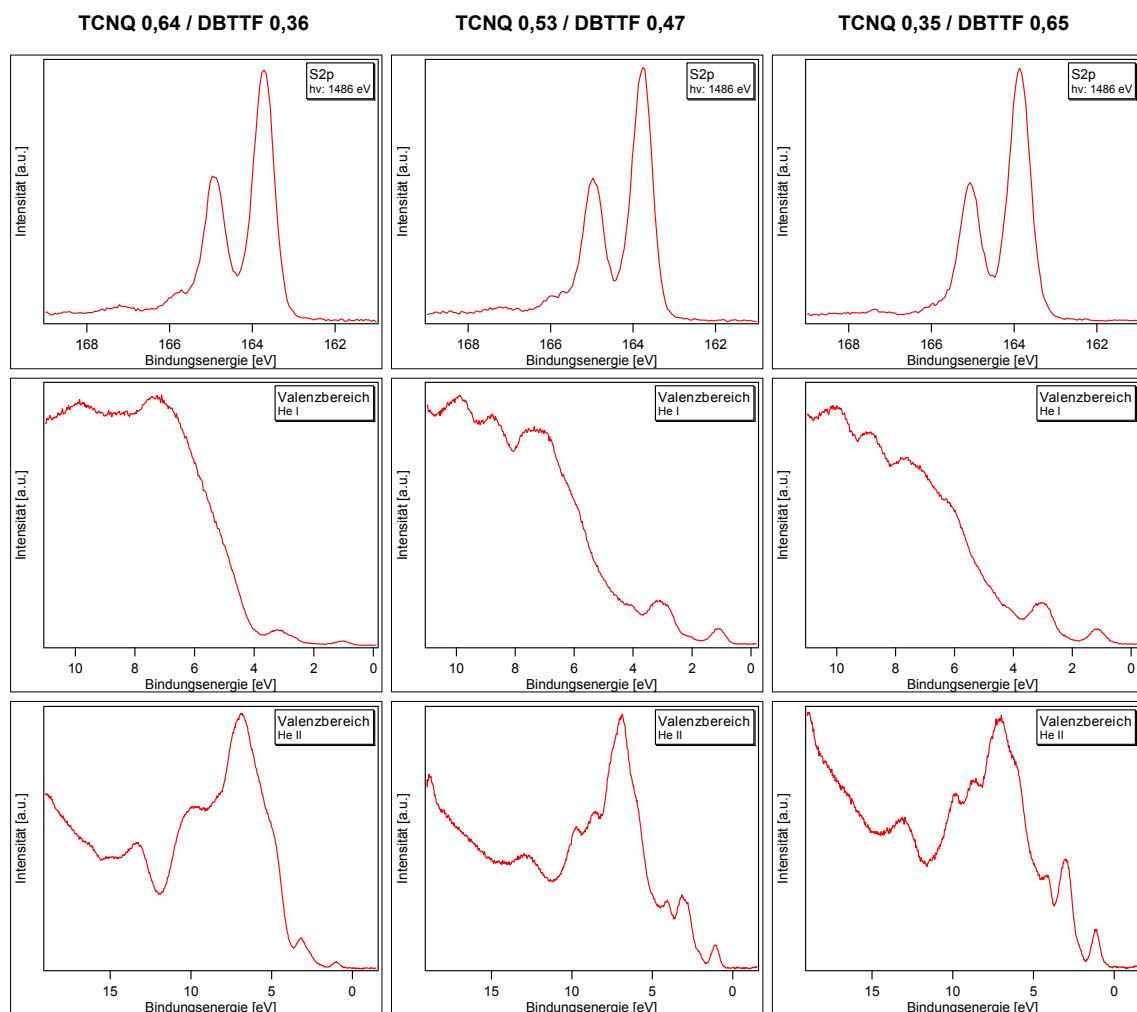 TCNQ 0,64 / DBTTF 0,36
TCNQ 0,53 / DBTTF 0,47
TCNQ 0,35 / DBTTF 0,65
S2p
hv: 1486 eV
Intensität [a.u.]
168 166 164 162
Bindungsenergie [eV]
S2p
hv: 1486 eV
Intensität [a.u.]
168 166 164 162
Bindungsenergie [eV]
S2p
hv: 1486 eV
Intensität [a.u.]
168 166 164 162
Bindungsenergie [eV]
Valenzbereich
He I
Intensität [a.u.]
10 8 6 4 2 0
Bindungsenergie [eV]
Valenzbereich
He I
Intensität [a.u.]
10 8 6 4 2 0
Bindungsenergie [eV]
Valenzbereich
He I
Intensität [a.u.]
10 8 6 4 2 0
Bindungsenergie [eV]
Valenzbereich
He II
Intensität [a.u.]
15 10 5 0
Bindungsenergie [eV]
Valenzbereich
He II
Intensität [a.u.]
15 10 5 0
Bindungsenergie [eV]
Valenzbereich
He II
Intensität [a.u.]
15 10 5 0
Bindungsenergie [eV]